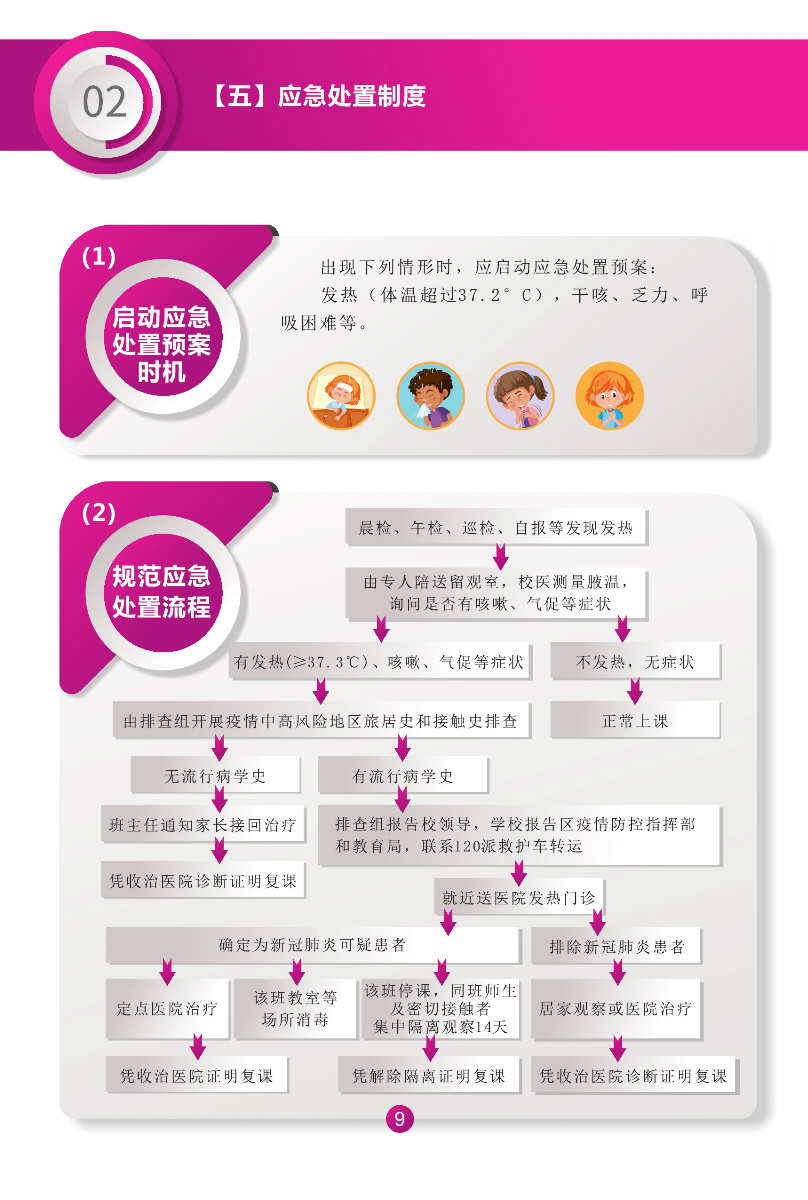 02
【五】应急处置制度
(1)
启动应急
处置预案
时机
出现下列情形时，应启动应急处置预案：
发热（体温超过37.2°C），干咳、乏力、呼
吸困难等。
(2)
规范应急
处置流程
晨检、午检、巡检、自报等发现发热
由专人陪送留观室，校医测量腋温，
询问是否有咳嗽、气促等症状
有发热(≥37.3℃)、咳嗽、气促等症状
不发热，无症状
由排查组开展疫情中高风险地区旅居史和接触史排查
正常上课
无流行病学史
有流行病学史
班主任通知家长接回治疗
排查组报告校领导，学校报告区疫情防控指挥部
和教育局，联系120派救护车转运
凭收治医院诊断证明复课
就近送医院发热门诊
确定为新冠肺炎可疑患者
排除新冠肺炎患者
定点医院治疗
该班教室等
场所消毒
该班停课，同班师生
及密切接触者
集中隔离观察14天
居家观察或医院治疗
凭收治医院证明复课
凭解除隔离证明复课
凭收治医院诊断证明复课
9